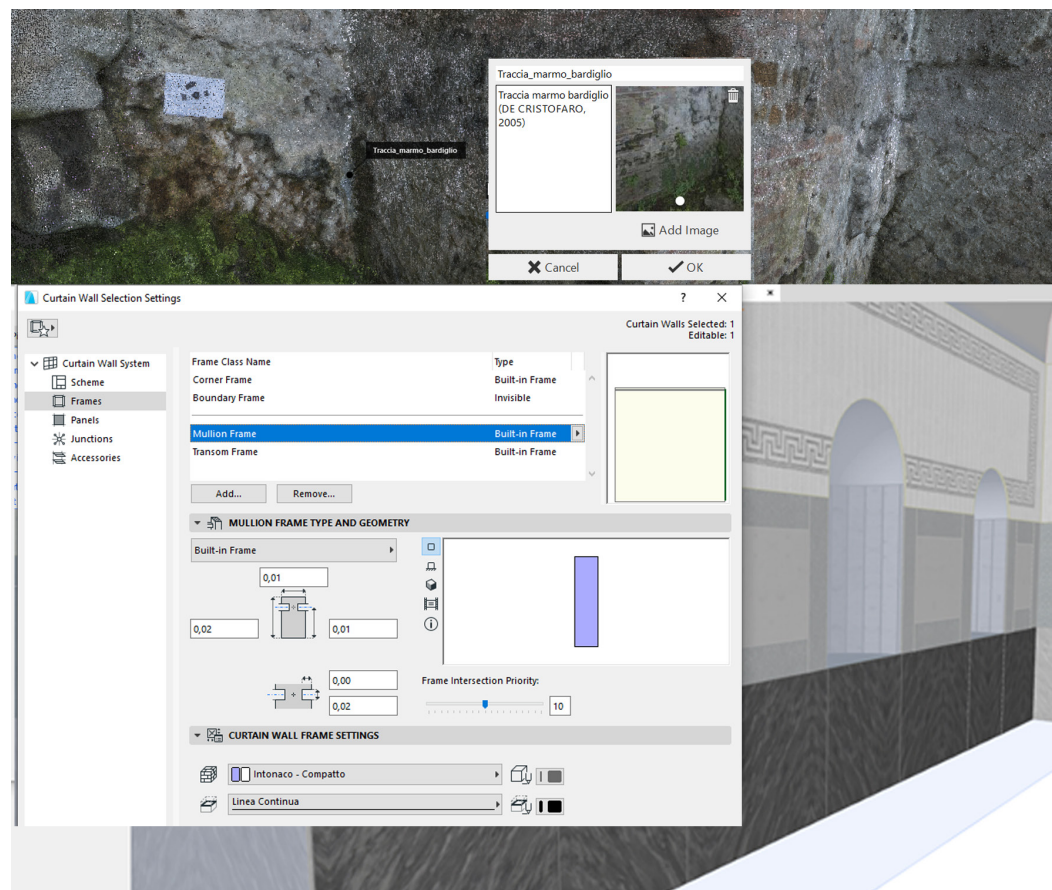 Traccia_marmo_bardiglio
Traccia marmo bardiglio
(DE CRISTOFARO,
2005)
Traccia_marmo_bardiglio
Add Image
Cancel
OK
Curtain Wall Selection Settings
?
Curtain Walls Selected: 1
Editable: 1
Curtain Wall System
Scheme
Frames
Panels
Junctions
Accessories
Frame Class Name Type
Corner Frame Built-in Frame
Boundary Frame Invisible
Mullion Frame Built-in Frame
Transom Frame Built-in Frame
Add... Remove...
MULLION FRAME TYPE AND GEOMETRY
Built-in Frame
0,01
0,02 0,01
0,00
0,02
Frame Intersection Priority:
10
CURTAIN WALL FRAME SETTINGS
Intonaco - Compatto
Linea Continua